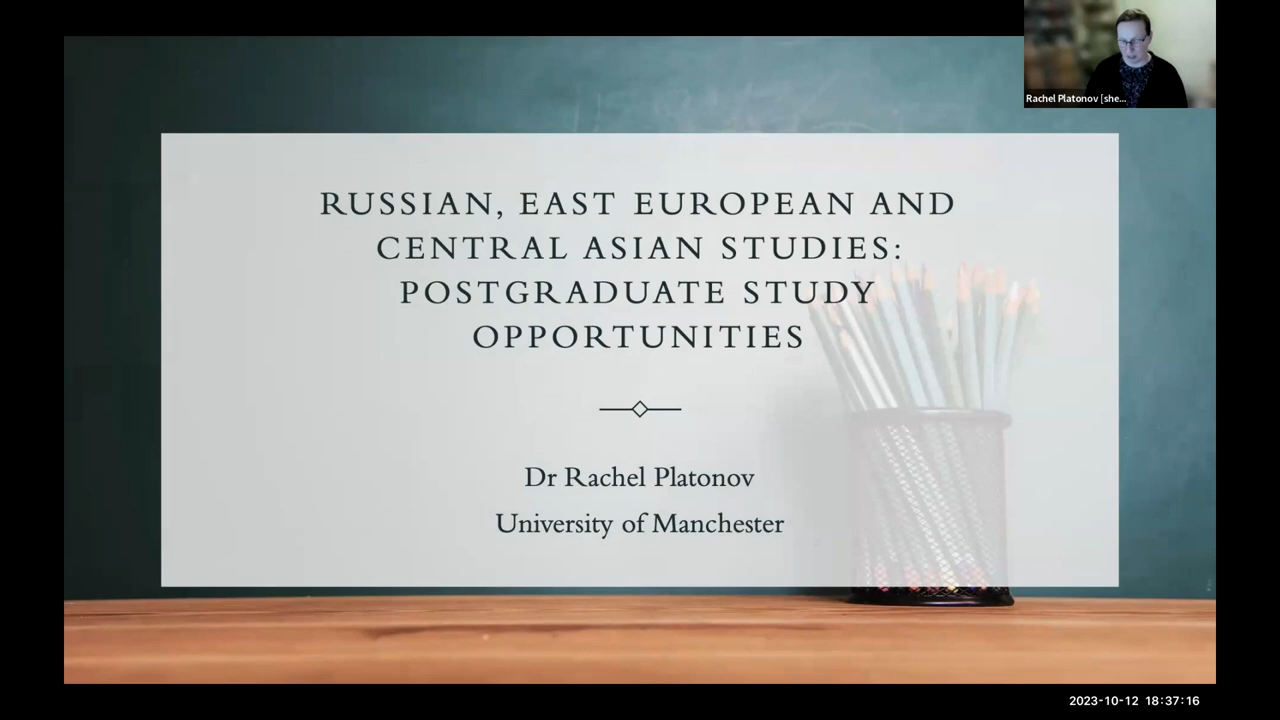 Rachel Platonov [she...
RUSSIAN, EAST EUROPEAN AND
CENTRAL ASIAN STUDIES:
POSTGRADUATE STUDY
OPPORTUNITIES
Dr Rachel Platonov
University of Manchester
2023-10-12 18:37:16